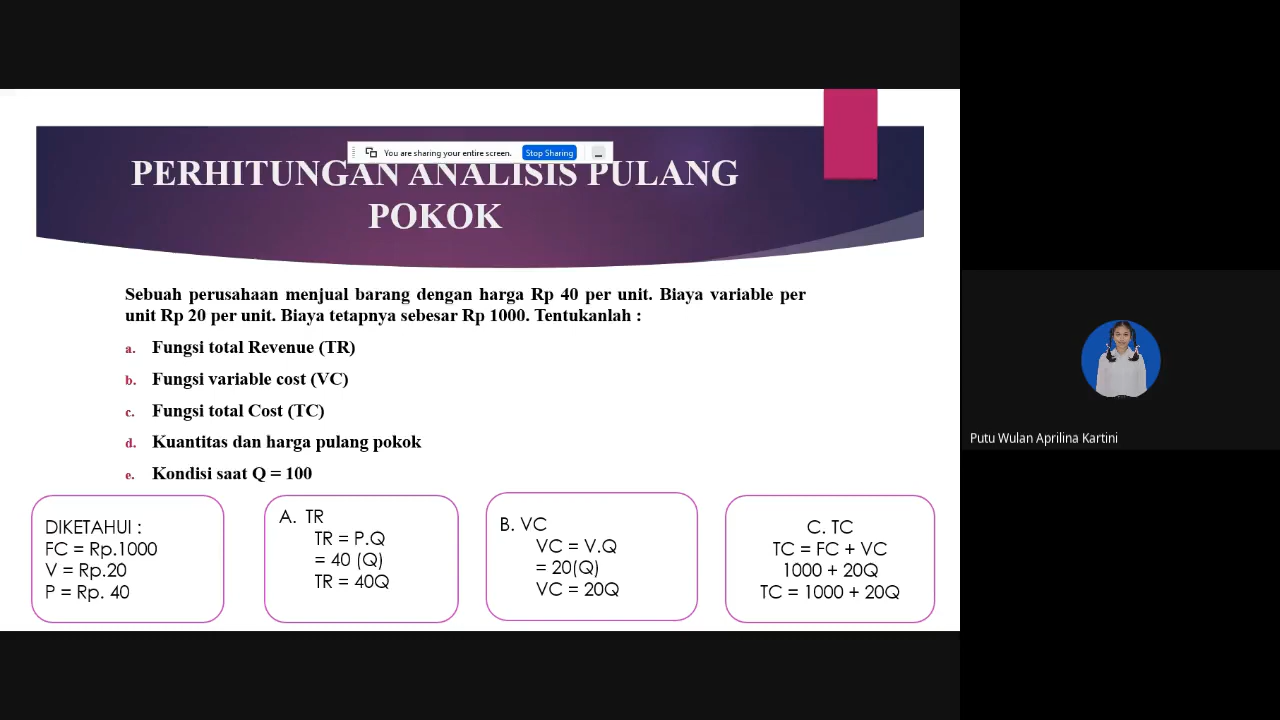 You are sharing your entire screen. Stop Sharing
PERHITUNGAN ANALISIS PULANG
POKOK
Sebuah perusahaan menjual barang dengan harga Rp 40 per unit. Biaya variable per
unit Rp 20 per unit. Biaya tetapnya sebesar Rp 1000. Tentukanlah :
a. Fungsi total Revenue (TR)
b. Fungsi variable cost (VC)
c. Fungsi total Cost (TC)
d. Kuantitas dan harga pulang pokok
e. Kondisi saat Q = 100
DIKETAHUI :
FC = Rp.1000
V = Rp.20
P = Rp. 40
A. TR
TR = P.Q
= 40 (Q)
TR = 40Q
B. VC
VC = V.Q
= 20(Q)
VC = 20Q
C. TC
TC = FC + VC
1000 + 20Q
TC = 1000 + 20Q
Putu Wulan Aprilina Kartini